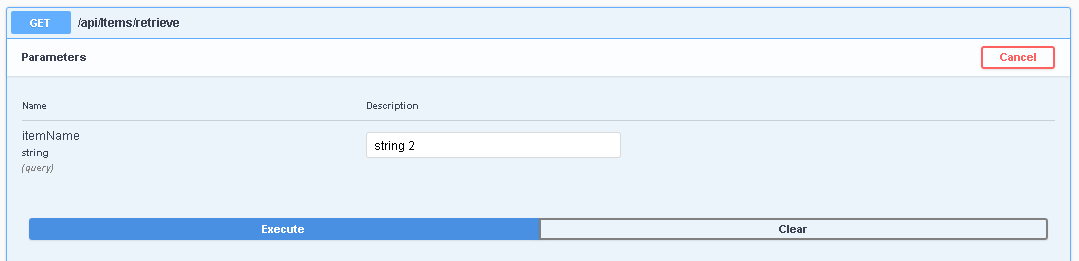 GET /api/Items/retrieve
Parameters Cancel
Name Description
itemName
string
(query)
string 2
Execute Clear